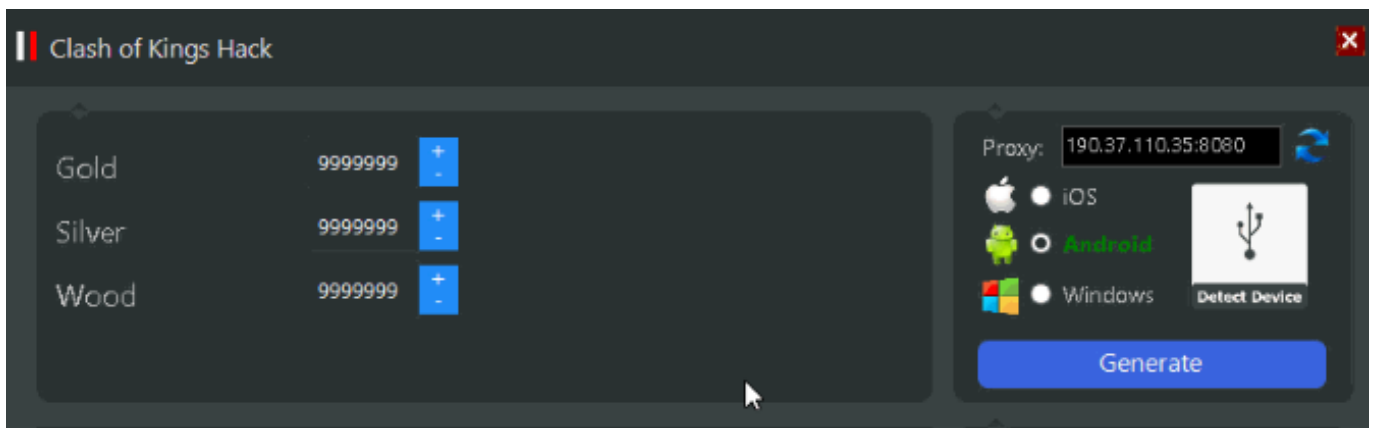 Clash of Kings Hack
Gold 9999999 + -
Silver 9999999 + -
Wood 9999999 + -
Proxy: 190.37.110.35:8080
iOS
Android
Windows
Detect Device
Generate